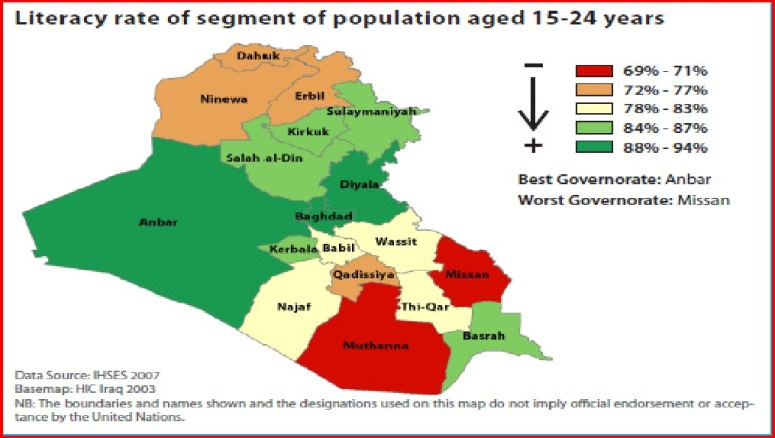 Literacy rate of segment of population aged 15-24 years
Dahuk
Ninewa
Erbil
Sulaymaniyah
Kirkuk
Salah al-Din
Diyala
Anbar
Baghdad
Wassit
Kerbala
Babil
Qadissiya
Missan
Najaf
Thi-Qar
Muthanna
Basrah
−
69% - 71%
72% - 77%
78% - 83%
84% - 87%
+
88% - 94%
Best Governorate: Anbar
Worst Governorate: Missan
Data Source: IHSES 2007
Basemap: HIC Iraq 2003
NB: The boundaries and names shown and the designations used on this map do not imply official endorsement or accep-
tance by the United Nations.